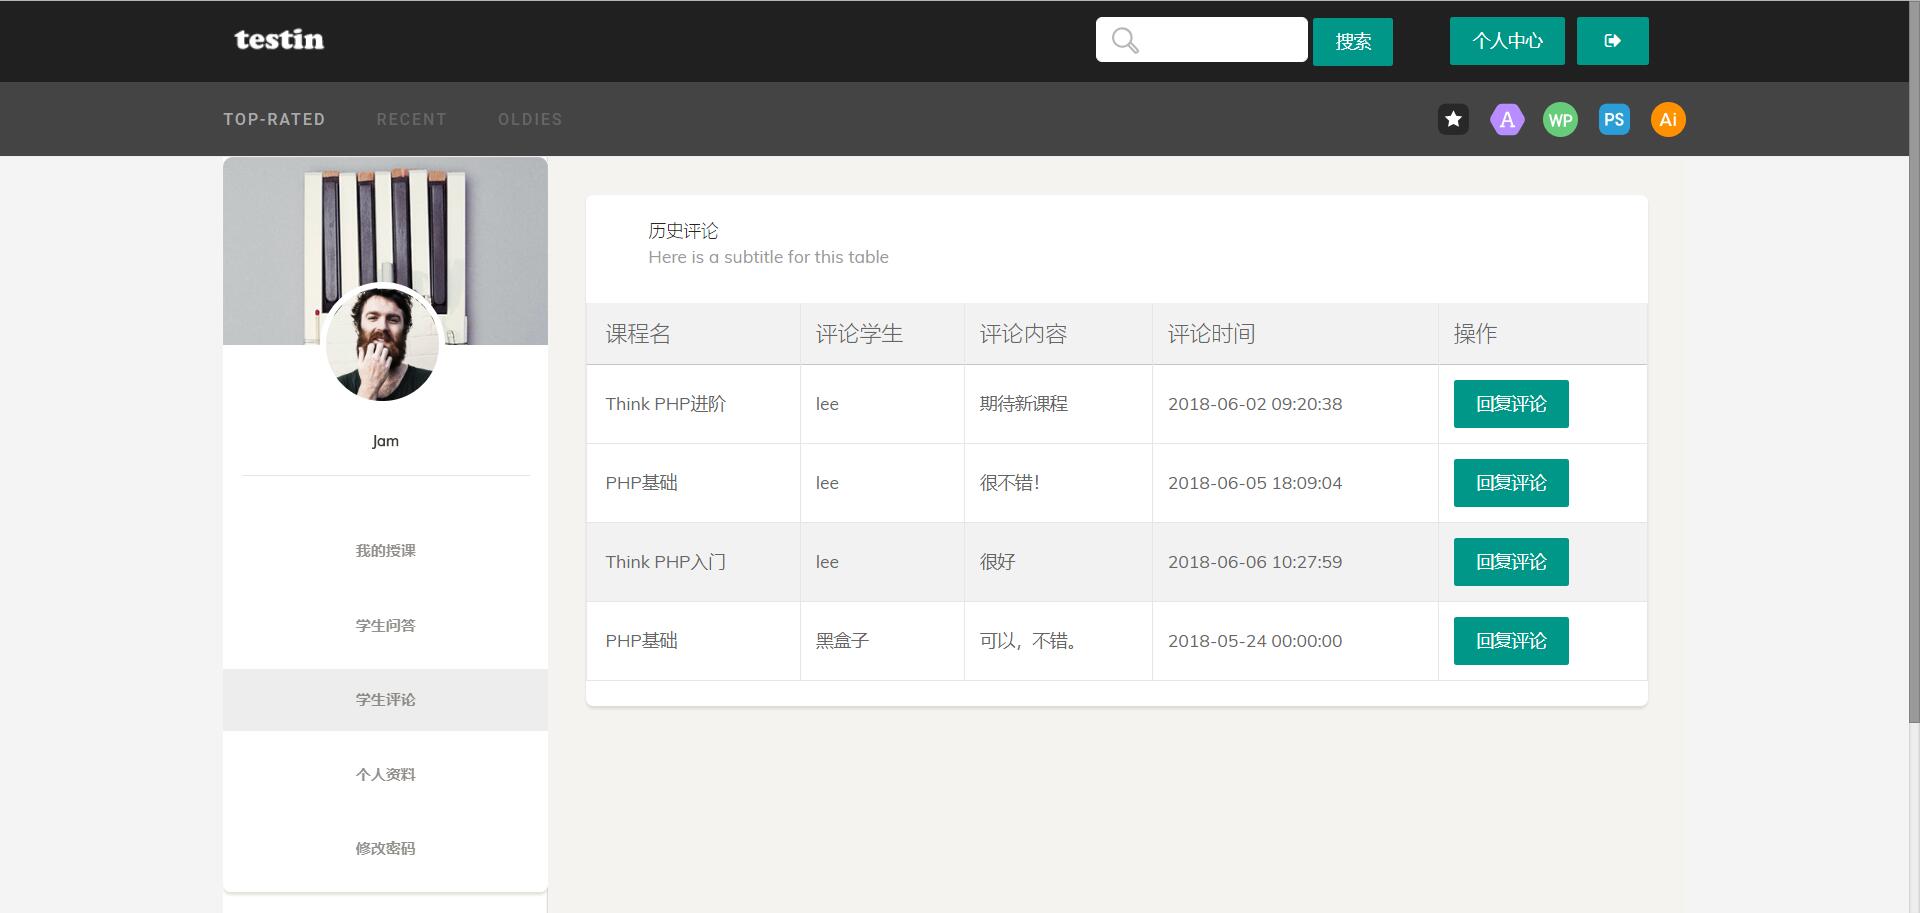 testin
搜索
个人中心
TOP-RATED RECENT OLDIES
A WP PS Ai
历史评论
Here is a subtitle for this table
课程名 评论学生 评论内容 评论时间 操作
Think PHP进阶 lee 期待新课程 2018-06-02 09:20:38 回复评论
PHP基础 lee 很不错! 2018-06-05 18:09:04 回复评论
Think PHP入门 lee 很好 2018-06-06 10:27:59 回复评论
PHP基础 黑盒子 可以，不错。 2018-05-24 00:00:00 回复评论
Jam
我的授课
学生问答
学生评论
个人资料
修改密码